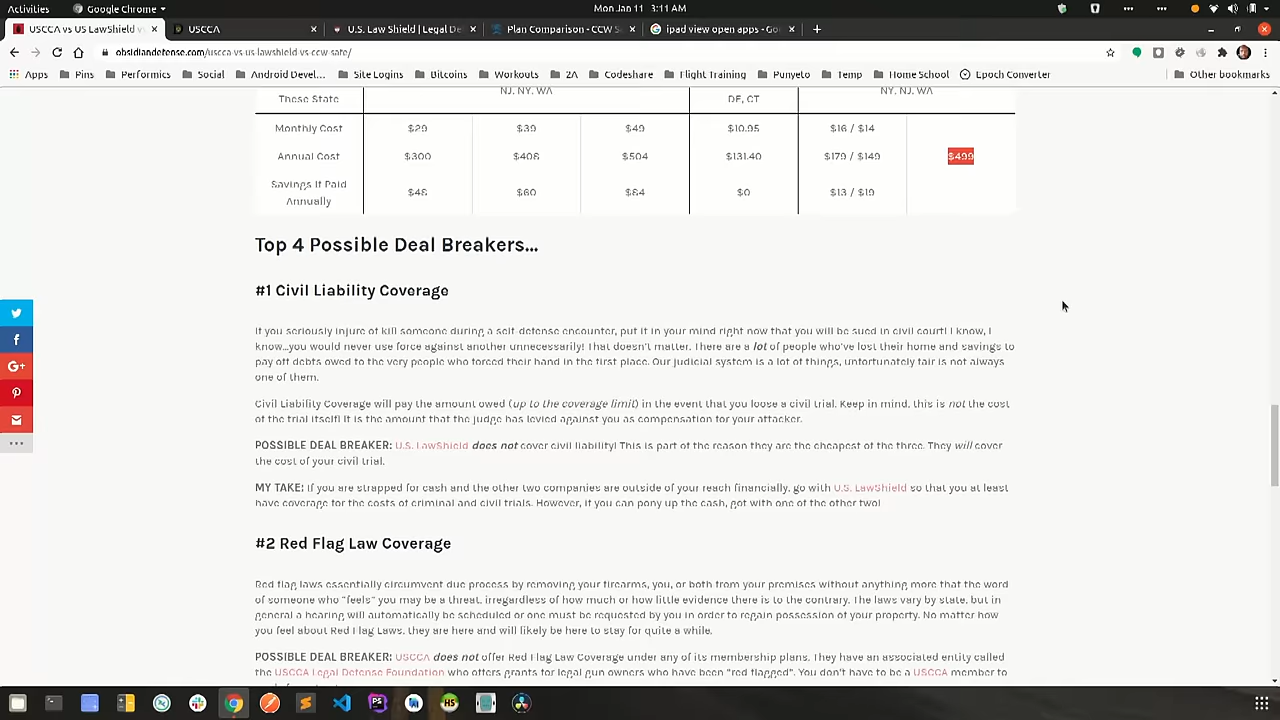 Activities Google Chrome Mon Jan 11 3:11 AM
USCCA vs US LawShield v USCCA U.S. Law Shield | Legal De Plan Comparison - CCW S ipad view open apps - Go
obsidiandefense.com/uscca-vs-us-lawshield-vs-ccw-safe/
Apps Pins Performics Social Android Devel... Site Logins Bitcoins Workouts 2A Codeshare Flight Training Punyeto Temp Home School Epoch Converter Other bookmarks
These State NJ, NY, WA DE, CT NY, NJ, WA
Monthly Cost $29 $39 $49 $10.95 $16 / $14
Annual Cost $300 $408 $504 $131.40 $179 / $149 $499
Savings If Paid
Annually $48 $60 $84 $0 $13 / $19
Top 4 Possible Deal Breakers...
#1 Civil Liability Coverage
If you seriously injure of kill someone during a self-defense encounter, put it in your mind right now that you will be sued in civil court! I know, I
know...you would never use force against another unnecessarily! That doesn't matter. There are a lot of people who've lost their home and savings to
pay off debts owed to the very people who forced their hand in the first place. Our judicial system is a lot of things, unfortunately fair is not always
one of them.
Civil Liability Coverage will pay the amount owed (up to the coverage limit) in the event that you loose a civil trial. Keep in mind, this is not the cost
of the trial itself! It is the amount that the judge has levied against you as compensation for your attacker.
POSSIBLE DEAL BREAKER: U.S. LawShield does not cover civil liability! This is part of the reason they are the cheapest of the three. They will cover
the cost of your civil trial.
MY TAKE: If you are strapped for cash and the other two companies are outside of your reach financially, go with U.S. LawShield so that you at least
have coverage for the costs of criminal and civil trials. However, if you can pony up the cash, got with one of the other two!
#2 Red Flag Law Coverage
Red flag laws essentially circumvent due process by removing your firearms, you, or both from your premises without anything more that the word
of someone who "feels" you may be a threat, irregardless of how much or how little evidence there is to the contrary. The laws vary by state, but in
general a hearing will automatically be scheduled or one must be requested by you in order to regain possession of your property. No matter how
you feel about Red Flag Laws, they are here and will likely be here to stay for quite a while.
POSSIBLE DEAL BREAKER: USCCA does not offer Red Flag Law Coverage under any of its membership plans. They have an associated entity called
the USCCA Legal Defense Foundation who offers grants for legal gun owners who have been "red flagged". You don't have to be a USCCA member to